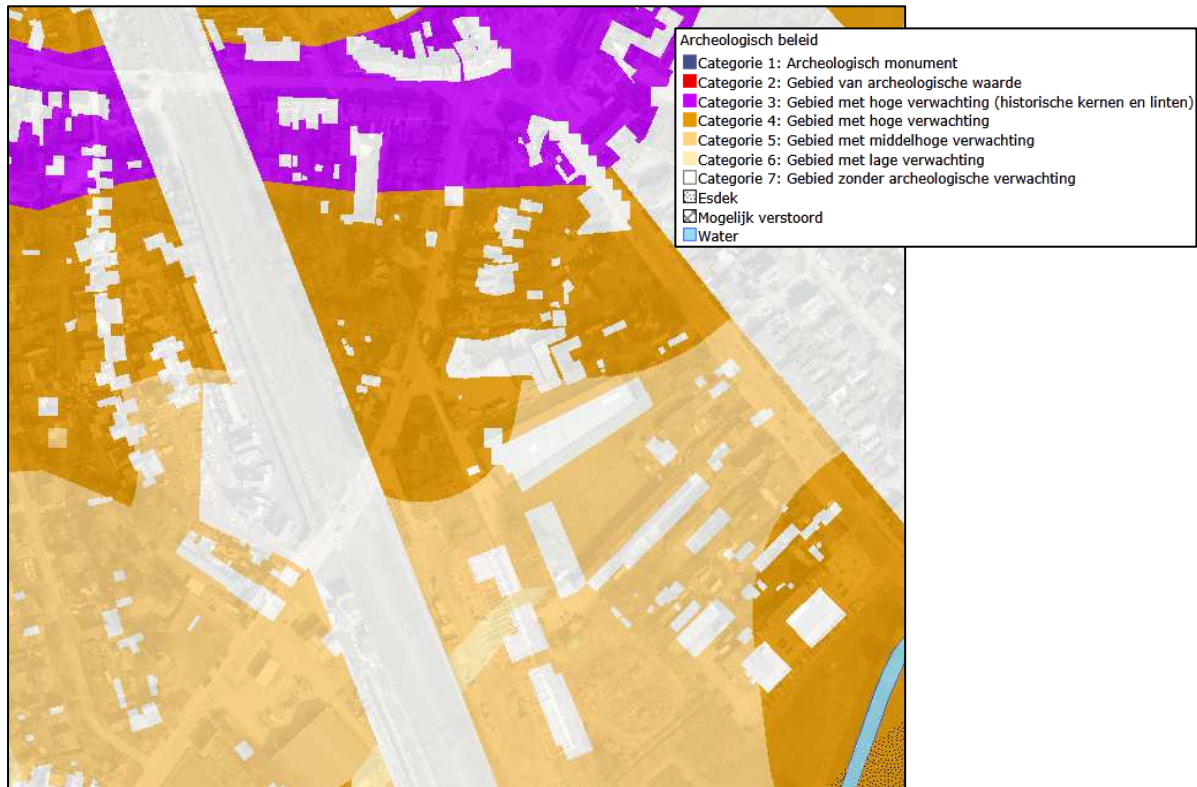 Archeologisch beleid
Categorie 1: Archeologisch monument
Categorie 2: Gebied van archeologische waarde
Categorie 3: Gebied met hoge verwachting (historische kernen en linten)
Categorie 4: Gebied met hoge verwachting
Categorie 5: Gebied met middelhoge verwachting
Categorie 6: Gebied met lage verwachting
Categorie 7: Gebied zonder archeologische verwachting
Esdek
Mogelijk verstoord
Water